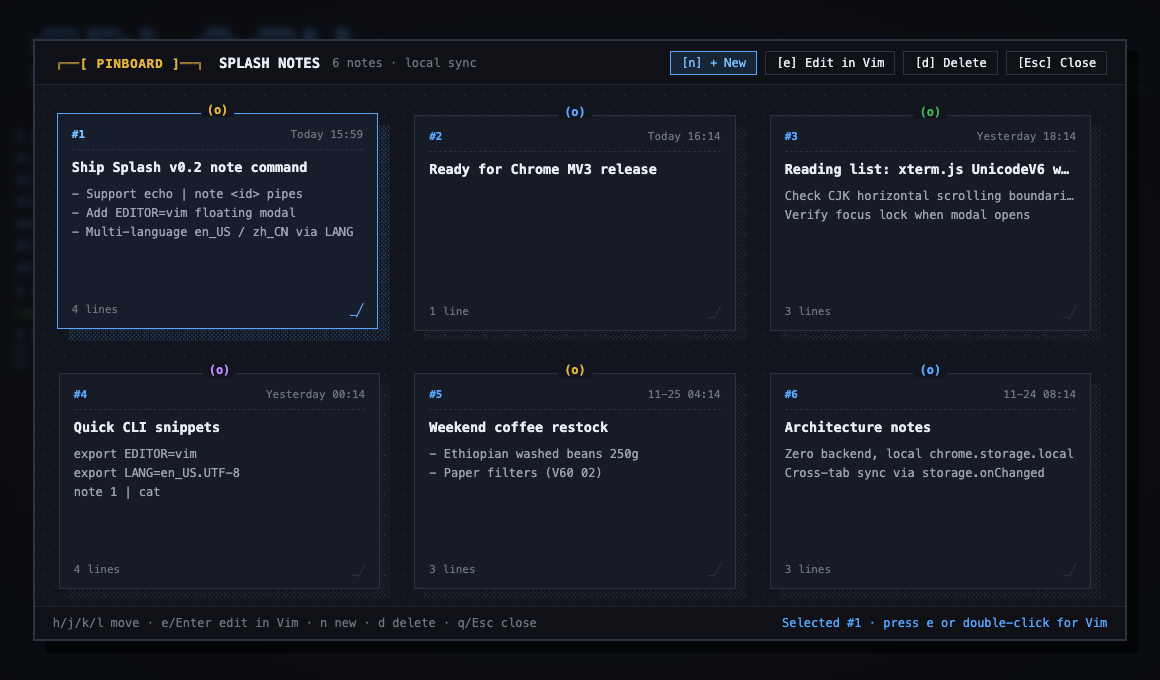 ┌──[ PINBOARD ]──┐ SPLASH NOTES 6 notes · local sync [n] + New [e] Edit in Vim [d] Delete [Esc] Close
(o) (o) (o)
#1 Today 15:59
Ship Splash v0.2 note command
- Support echo | note <id> pipes
- Add EDITOR=vim floating modal
- Multi-language en_US / zh_CN via LANG
4 lines _/
#2 Today 16:14
Ready for Chrome MV3 release
1 line _/
#3 Yesterday 18:14
Reading list: xterm.js UnicodeV6 w…
Check CJK horizontal scrolling boundari…
Verify focus lock when modal opens
3 lines _/
(o) (o) (o)
#4 Yesterday 00:14
Quick CLI snippets
export EDITOR=vim
export LANG=en_US.UTF-8
note 1 | cat
4 lines _/
#5 11-25 04:14
Weekend coffee restock
- Ethiopian washed beans 250g
- Paper filters (V60 02)
3 lines _/
#6 11-24 08:14
Architecture notes
Zero backend, local chrome.storage.local
Cross-tab sync via storage.onChanged
3 lines _/
h/j/k/l move · e/Enter edit in Vim · n new · d delete · q/Esc close
Selected #1 · press e or double-click for Vim